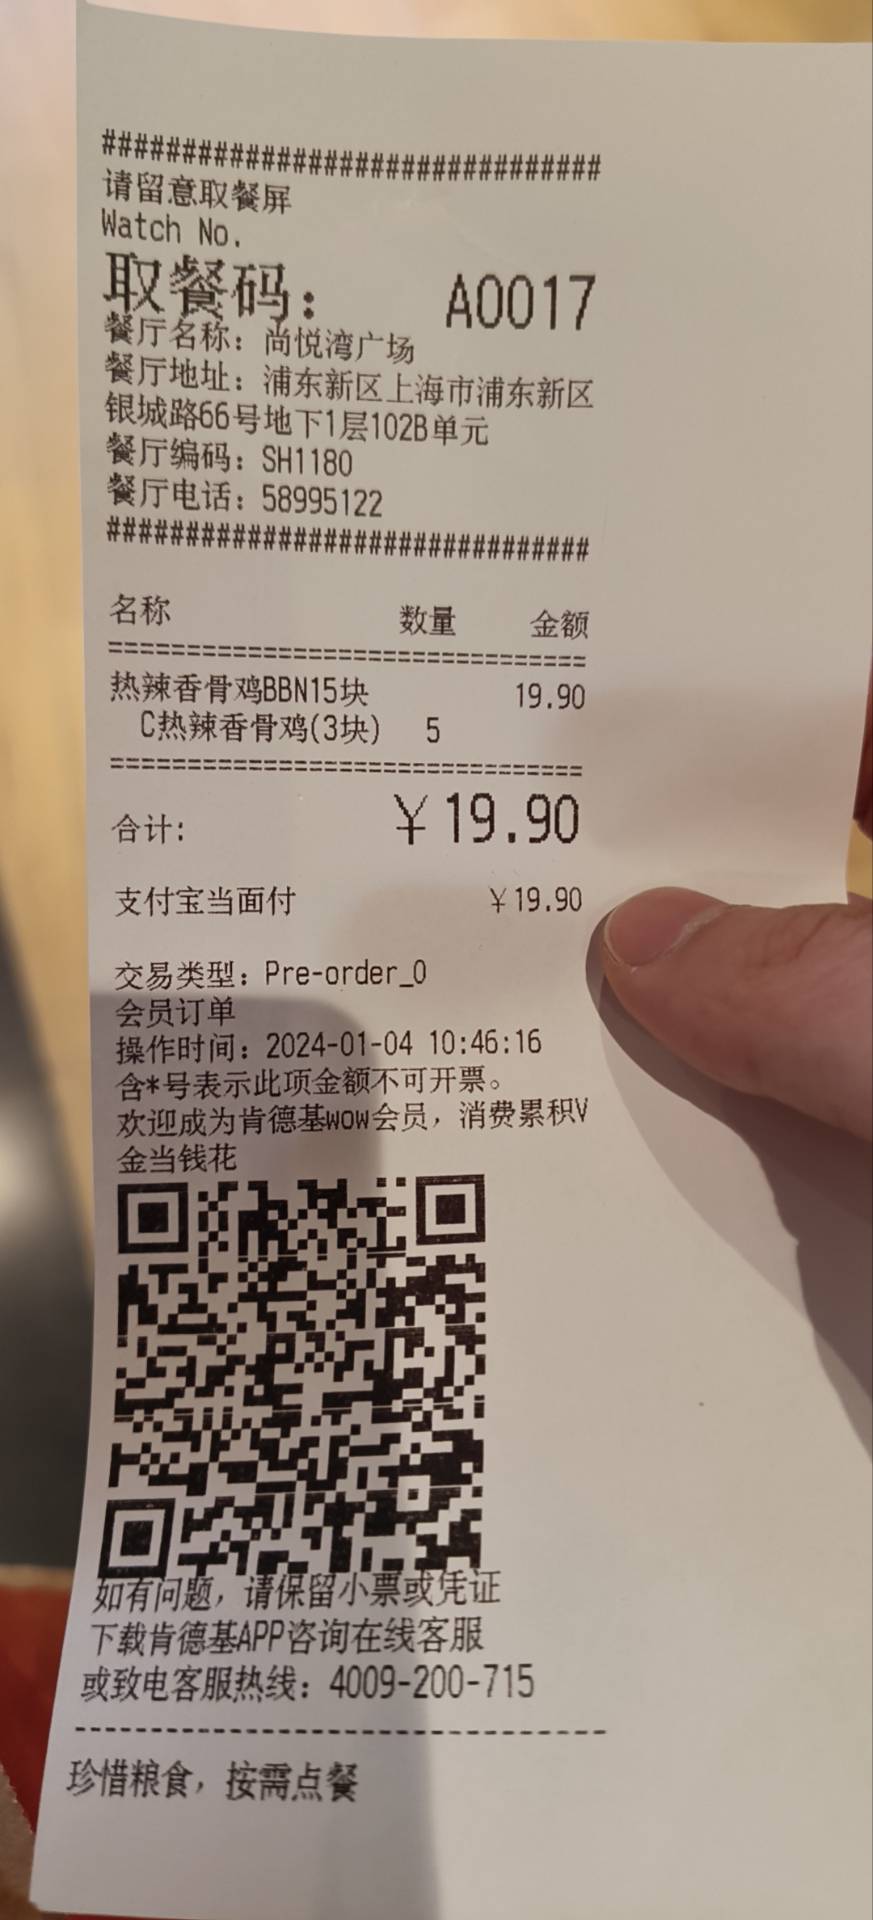 ################################
请留意取餐屏
Watch No.
取餐码： A0017
餐厅名称：尚悦湾广场
餐厅地址：浦东新区上海市浦东新区
银城路66号地下1层102B单元
餐厅编码：SH1180
餐厅电话：58995122
################################
名称 数量 金额
================================
热辣香骨鸡BBN15块 19.90
C热辣香骨鸡(3块) 5
================================
合计: ￥19.90
支付宝当面付 ￥19.90
交易类型：Pre-order_0
会员订单
操作时间：2024-01-04 10:46:16
含*号表示此项金额不可开票。
欢迎成为肯德基wow会员，消费累积V
金当钱花
如有问题，请保留小票或凭证
下载肯德基APP咨询在线客服
或致电客服热线：4009-200-715
--------------------------------
珍惜粮食，按需点餐